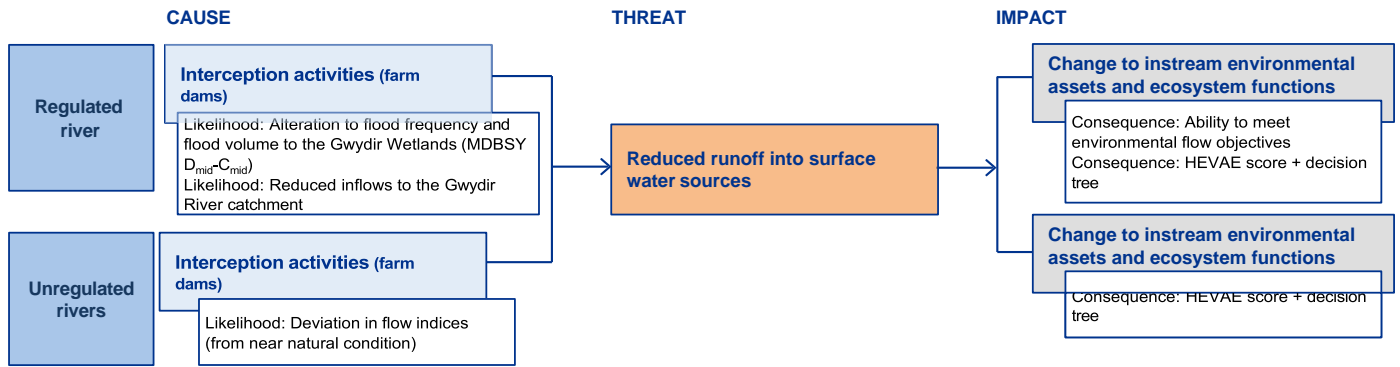 CAUSE
THREAT
IMPACT
Regulated
river
Interception activities (farm
dams)
Likelihood: Alteration to flood frequency and
flood volume to the Gwydir Wetlands (MDBSY
Dmid-Cmid)
Likelihood: Reduced inflows to the Gwydir
River catchment
Unregulated
rivers
Interception activities (farm
dams)
Likelihood: Deviation in flow indices
(from near natural condition)
Reduced runoff into surface
water sources
Change to instream environmental
assets and ecosystem functions
Consequence: Ability to meet
environmental flow objectives
Consequence: HEVAE score + decision
tree
Change to instream environmental
assets and ecosystem functions
Consequence: HEVAE score + decision
tree